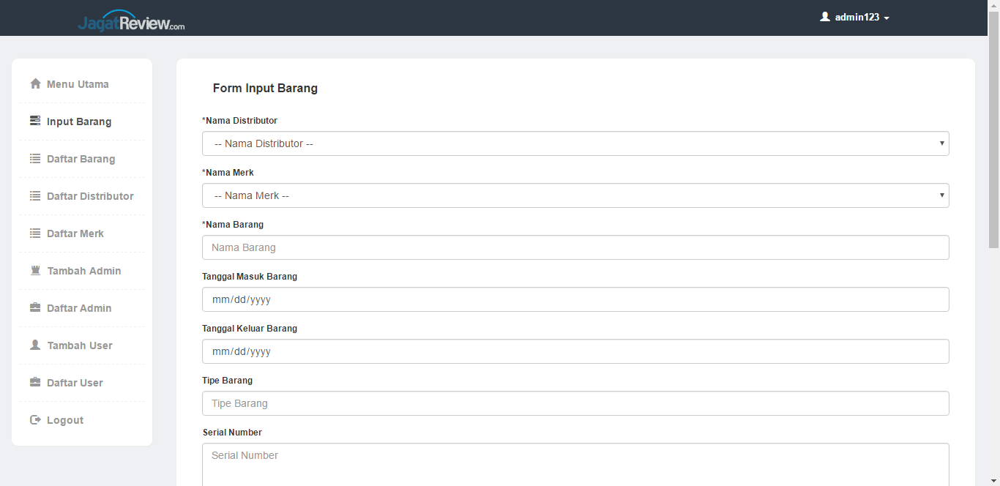 JagatReview.com
admin123
Menu Utama
Input Barang
Daftar Barang
Daftar Distributor
Daftar Merk
Tambah Admin
Daftar Admin
Tambah User
Daftar User
Logout
Form Input Barang
*Nama Distributor
-- Nama Distributor --
*Nama Merk
-- Nama Merk --
*Nama Barang
Nama Barang
Tanggal Masuk Barang
mm/dd/yyyy
Tanggal Keluar Barang
mm/dd/yyyy
Tipe Barang
Tipe Barang
Serial Number
Serial Number